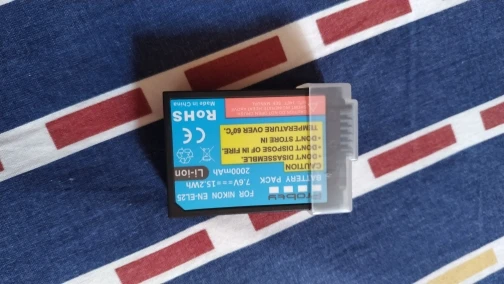 FOR NIKON EN-EL25
BATTERY PACK
7.6V 15.2Wh
2000mAh Li-ion
CAUTION
•DON'T DISASSEMBLE.
•DON'T DISPOSE OF IN FIRE.
•DON'T STORE IN
TEMPERATURE OVER 60°C.
CE
RoHS
Made in China